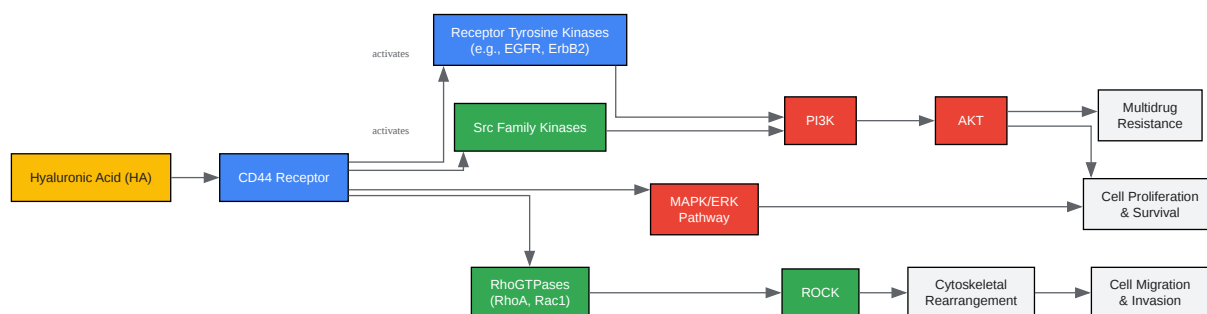 Receptor Tyrosine Kinases
(e.g., EGFR, ErbB2)
activates
Src Family Kinases
activates
PI3K
AKT
Multidrug
Resistance
Hyaluronic Acid (HA)
CD44 Receptor
MAPK/ERK
Pathway
Cell Proliferation
& Survival
RhoGTPases
(RhoA, Rac1)
ROCK
Cytoskeletal
Rearrangement
Cell Migration
& Invasion